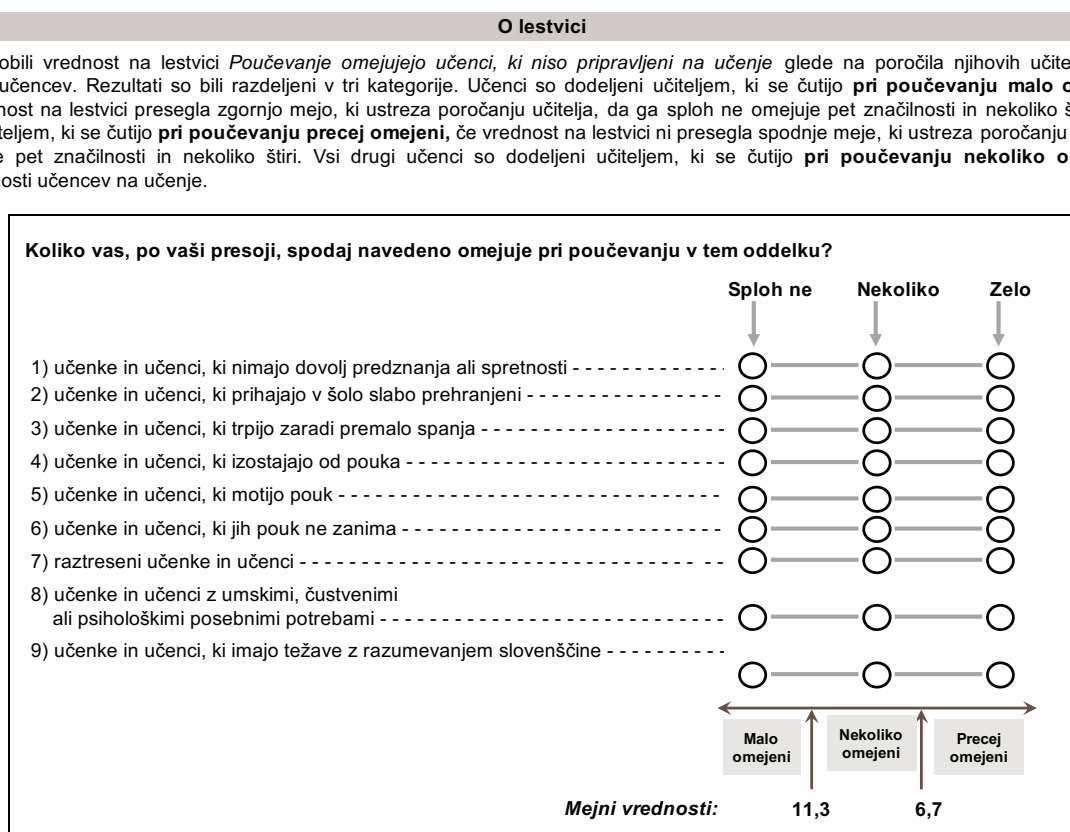 O lestvici
obili vrednost na lestvici Poučevanje omejujejo učenci, ki niso pripravljeni na učenje glede na poročila njihovih učite
učencev. Rezultati so bili razdeljeni v tri kategorije. Učenci so dodeljeni učiteljem, ki se čutijo pri poučevanju malo o
nost na lestvici presegla zgornjo mejo, ki ustreza poročanju učitelja, da ga sploh ne omejuje pet značilnosti in nekoliko š
teljem, ki se čutijo pri poučevanju precej omejeni, če vrednost na lestvici ni presegla spodnje meje, ki ustreza poročanju
e pet značilnosti in nekoliko štiri. Vsi drugi učenci so dodeljeni učiteljem, ki se čutijo pri poučevanju nekoliko o
osti učencev na učenje.
Koliko vas, po vaši presoji, spodaj navedeno omejuje pri poučevanju v tem oddelku?
Sploh ne Nekoliko Zelo
1) učenke in učenci, ki nimajo dovolj predznanja ali spretnosti
2) učenke in učenci, ki prihajajo v šolo slabo prehranjeni
3) učenke in učenci, ki trpijo zaradi premalo spanja
4) učenke in učenci, ki izostajajo od pouka
5) učenke in učenci, ki motijo pouk
6) učenke in učenci, ki jih pouk ne zanima
7) raztreseni učenke in učenci
8) učenke in učenci z umskimi, čustvenimi
ali psihološkimi posebnimi potrebami
9) učenke in učenci, ki imajo težave z razumevanjem slovenščine
Malo omejeni
Nekoliko omejeni
Precej omejeni
Mejni vrednosti: 11,3 6,7